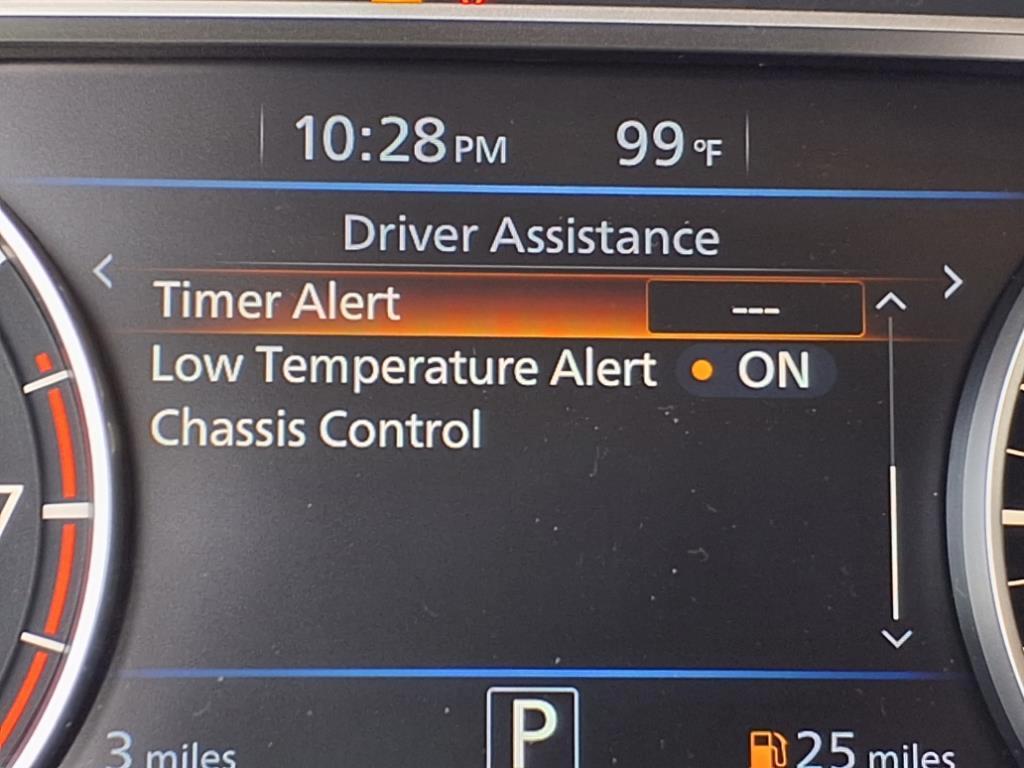 10:28 PM 99 °F
Driver Assistance
Timer Alert ---
Low Temperature Alert ON
Chassis Control
P
3 miles 25 miles